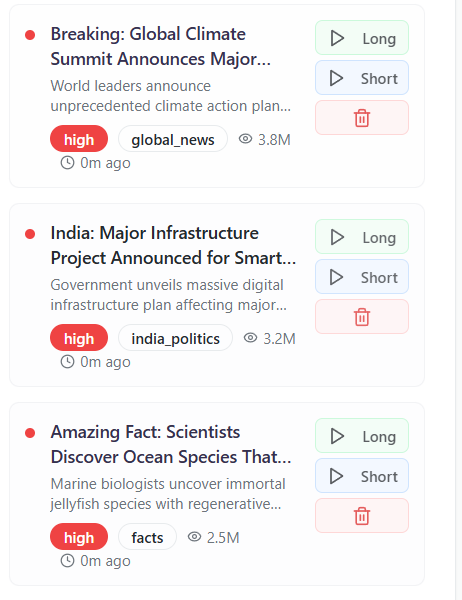 Breaking: Global Climate
Summit Announces Major...
World leaders announce
unprecedented climate action plan...
high global_news 3.8M
0m ago
Long
Short
India: Major Infrastructure
Project Announced for Smart...
Government unveils massive digital
infrastructure plan affecting major...
high india_politics 3.2M
0m ago
Long
Short
Amazing Fact: Scientists
Discover Ocean Species That...
Marine biologists uncover immortal
jellyfish species with regenerative...
high facts 2.5M
0m ago
Long
Short